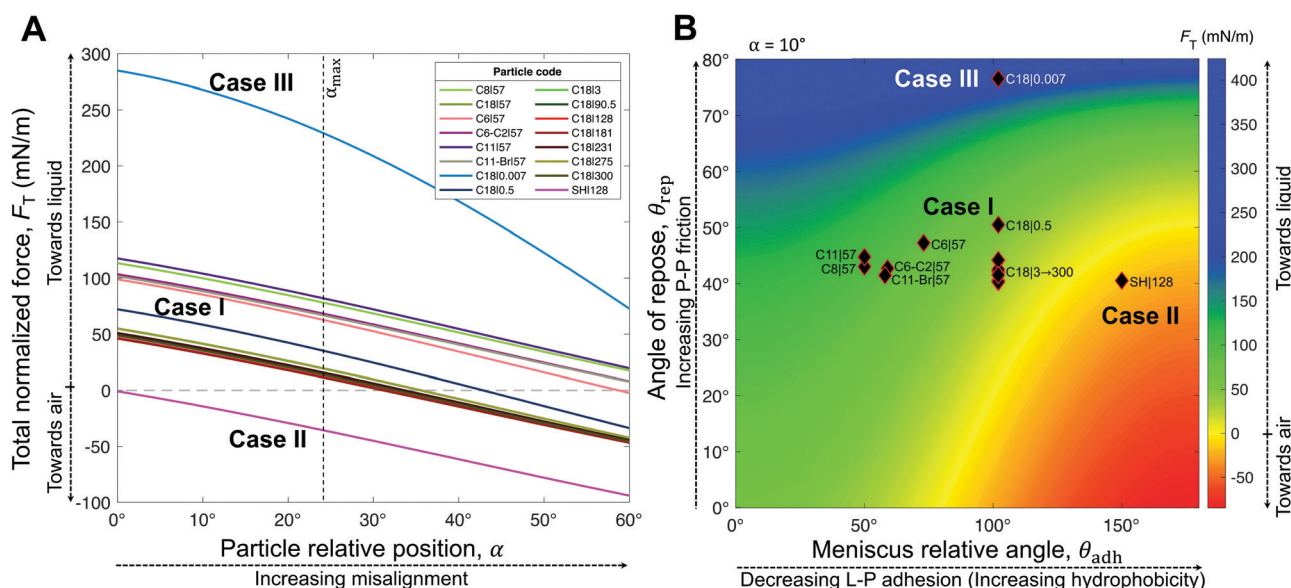 A
Total normalized force, F_T (mN/m)
Towards liquid
Towards air
300
250
200
150
100
50
0
-50
-100
0°
10°
20°
30°
40°
50°
60°
Case III
Case I
Case II
α_max
Particle code
C8|57
C18|57
C6|57
C6-C2|57
C11|57
C11-Br|57
C18|0.007
C18|0.5
C18|3
C18|90.5
C18|128
C18|181
C18|231
C18|275
C18|300
SH|128
Particle relative position, α
Increasing misalignment
B
α = 10°
Angle of repose, θ_rep
Increasing P-P friction
80°
70°
60°
50°
40°
30°
20°
10°
0°
Case III
C18|0.007
Case I
C18|0.5
C6|57
C11|57
C8|57
C6-C2|57
C11-Br|57
C18|3→300
SH|128
Case II
0°
50°
100°
150°
Meniscus relative angle, θ_adh
Decreasing L-P adhesion (Increasing hydrophobicity)
F_T (mN/m)
400
350
300
250
200
150
100
50
0
-50
Towards liquid
Towards air